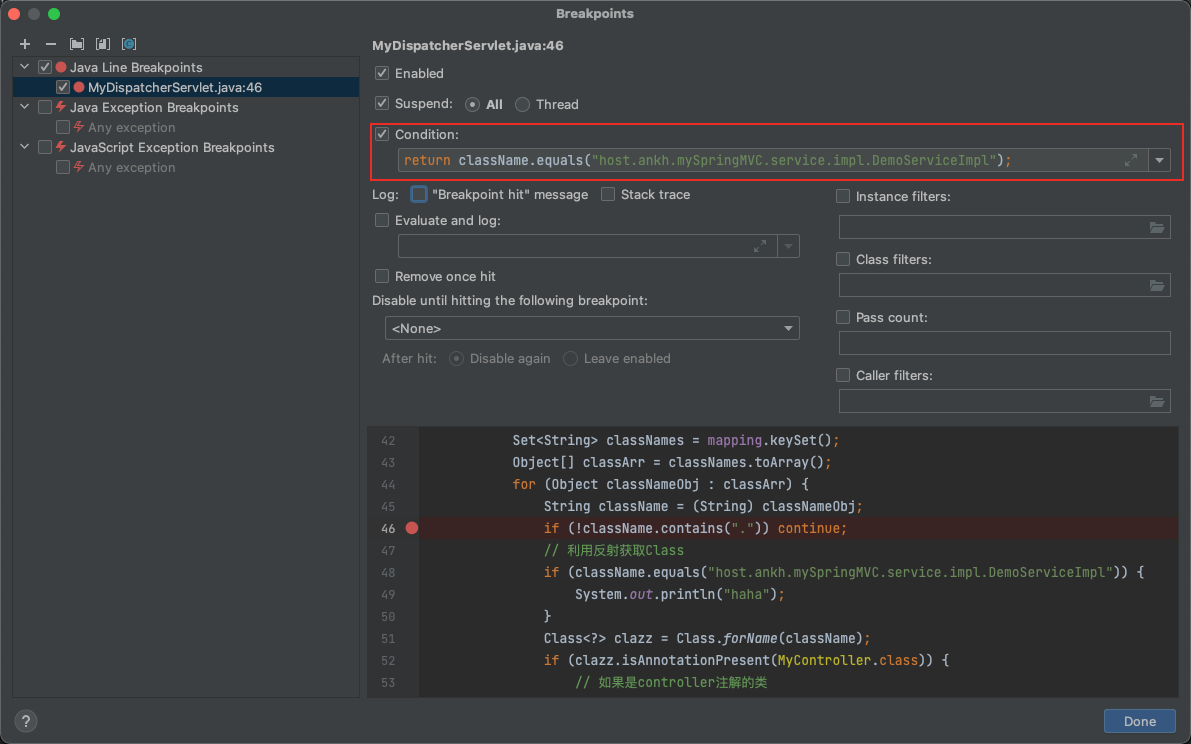 Breakpoints
Java Line Breakpoints
MyDispatcherServlet.java:46
Java Exception Breakpoints
Any exception
JavaScript Exception Breakpoints
Any exception
MyDispatcherServlet.java:46
Enabled
Suspend: All Thread
Condition:
return className.equals("host.ankh.mySpringMVC.service.impl.DemoServiceImpl");
Log: "Breakpoint hit" message Stack trace
Evaluate and log:
Remove once hit
Disable until hitting the following breakpoint:
<None>
After hit: Disable again Leave enabled
Instance filters:
Class filters:
Pass count:
Caller filters:
42 Set<String> classNames = mapping.keySet();
43 Object[] classArr = classNames.toArray();
44 for (Object classNameObj : classArr) {
45 String className = (String) classNameObj;
46 if (!className.contains(".")) continue;
47 // 利用反射获取Class
48 if (className.equals("host.ankh.mySpringMVC.service.impl.DemoServiceImpl")) {
49 System.out.println("haha");
50 }
51 Class<?> clazz = Class.forName(className);
52 if (clazz.isAnnotationPresent(MyController.class)) {
53 // 如果是controller注解的类
?
Done